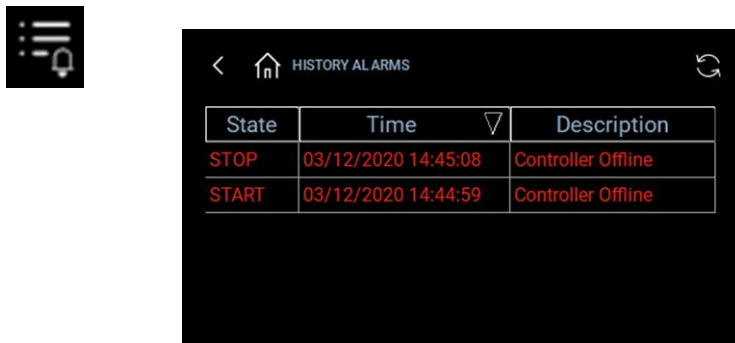 HISTORY ALARMS
State Time Description
STOP 03/12/2020 14:45:08 Controller Offline
START 03/12/2020 14:44:59 Controller Offline